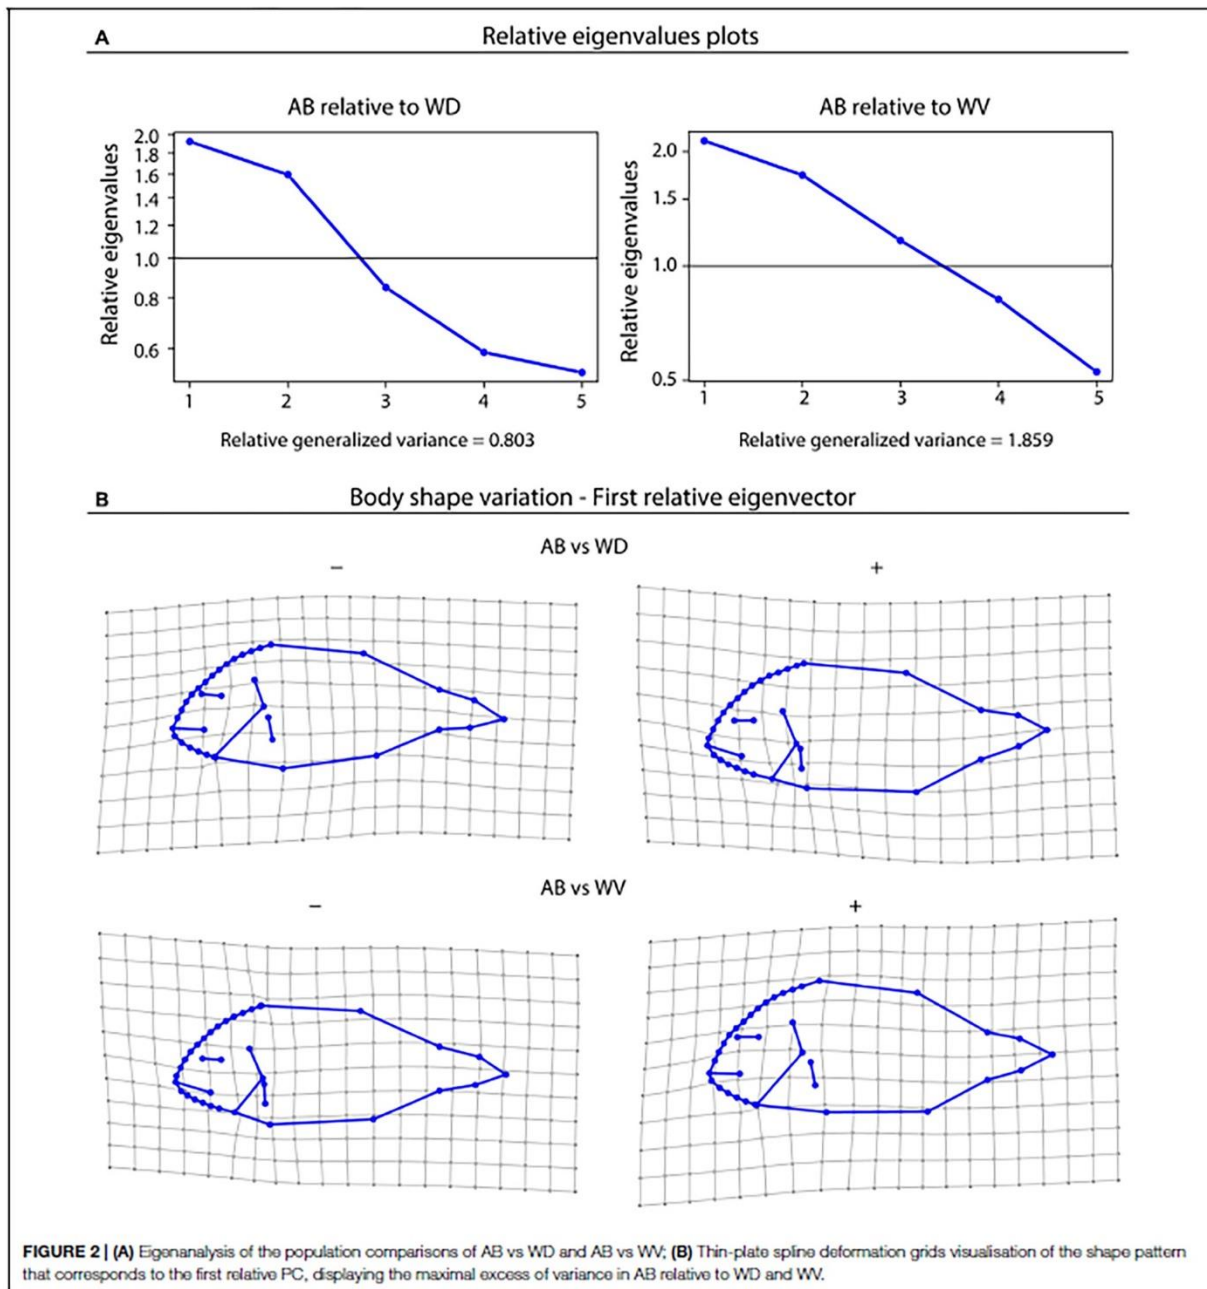 A Relative eigenvalues plots
AB relative to WD
AB relative to WV
Relative eigenvalues
2.0
1.8
1.6
1.4
1.2
1.0
0.8
0.6
1 2 3 4 5
Relative generalized variance = 0.803
Relative eigenvalues
2.0
1.5
1.0
0.5
1 2 3 4 5
Relative generalized variance = 1.859
B Body shape variation - First relative eigenvector
AB vs WD
− +
AB vs WV
− +
FIGURE 2 | (A) Eigenanalysis of the population comparisons of AB vs WD and AB vs WV; (B) Thin-plate spline deformation grids visualisation of the shape pattern
that corresponds to the first relative PC, displaying the maximal excess of variance in AB relative to WD and WV.